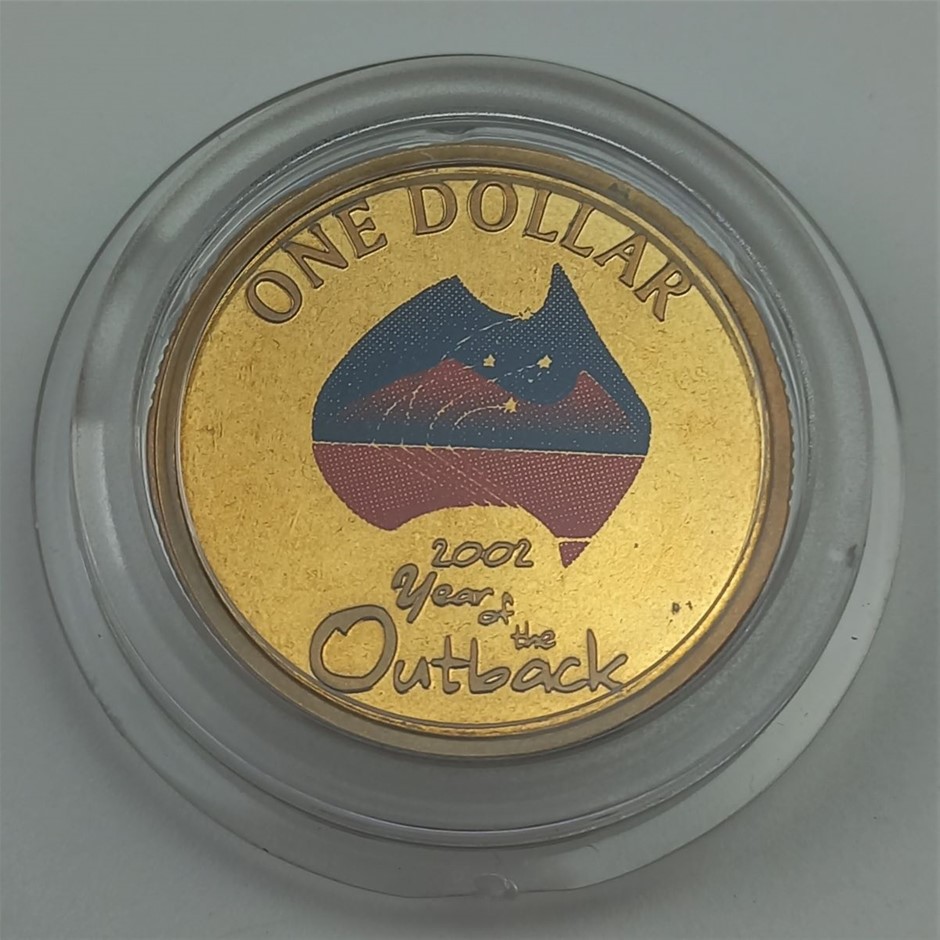 ONE DOLLAR
2002
Year of the
Outback